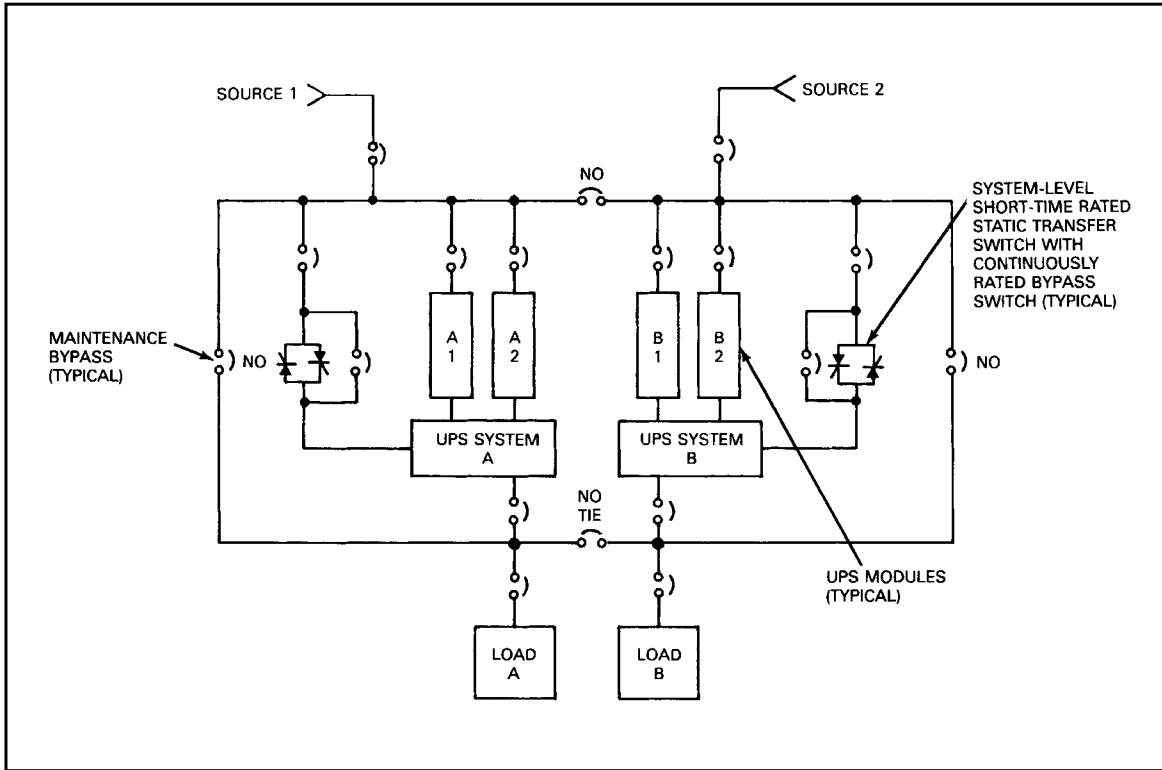 SOURCE 1
SOURCE 2
NO
SYSTEM-LEVEL
SHORT-TIME RATED
STATIC TRANSFER
SWITCH WITH
CONTINUOUSLY
RATED BYPASS
SWITCH (TYPICAL)
MAINTENANCE
BYPASS
(TYPICAL)
NO
A
1
A
2
B
1
B
2
NO
UPS SYSTEM
A
UPS SYSTEM
B
NO
TIE
UPS MODULES
(TYPICAL)
LOAD
A
LOAD
B